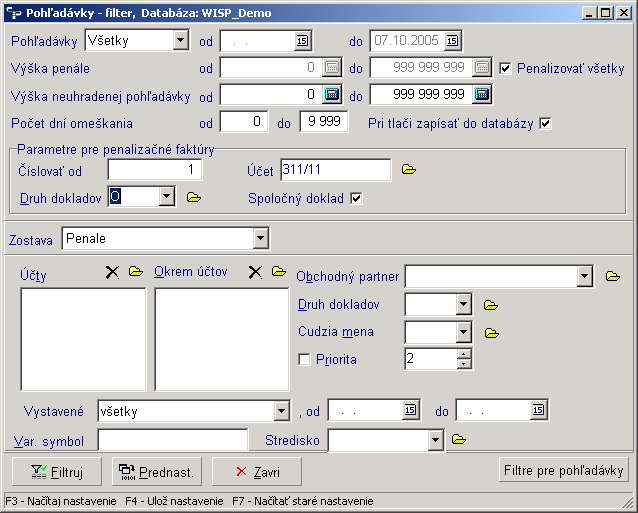 Pohľadávky - filter, Databáza: WISP_Demo
Pohľadávky Všetky od . . 15 do 07.10.2005 15
Výška penále od 0 do 999 999 999 Penalizovať všetky
Výška neuhradenej pohľadávky od 0 do 999 999 999
Počet dní omeškania od 0 do 9 999 Pri tlači zapísať do databázy
Parametre pre penalizačné faktúry
Číslovať od 1 Účet 311/11
Druh dokladov O Spoločný doklad
Zostava Penale
Účty Okrem účtov Obchodný partner
Druh dokladov
Cudzia mena
Priorita 2
Vystavené všetky , od . . 15 do . . 15
Var. symbol Stredisko
Filtruj Prednast. Zavri Filtre pre pohľadávky
F3 - Načítaj nastavenie F4 - Ulož nastavenie F7 - Načítať staré nastavenie